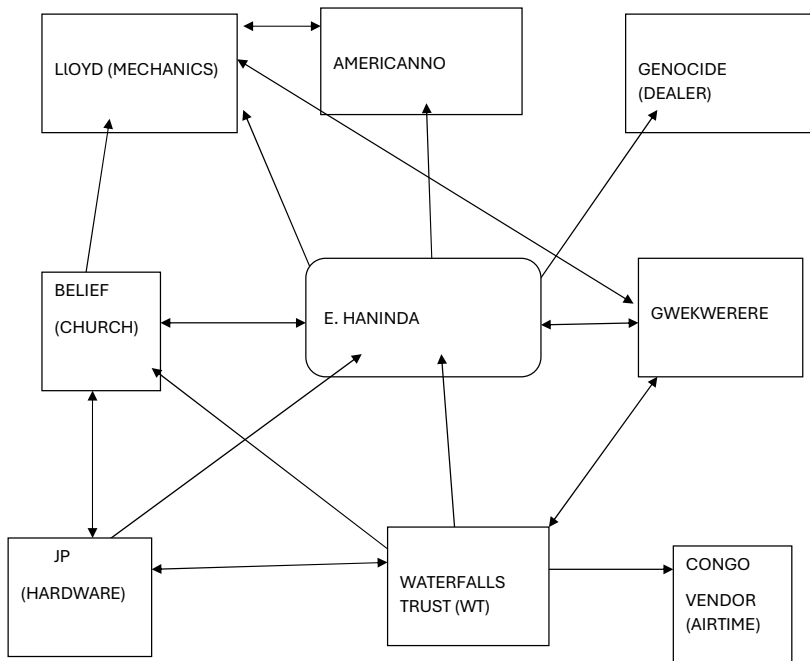 LlOYD (MECHANICS)
AMERICANNO
GENOCIDE
(DEALER)
BELIEF
(CHURCH)
E. HANINDA
GWEKWERERE
JP
(HARDWARE)
WATERFALLS
TRUST (WT)
CONGO
VENDOR
(AIRTIME)